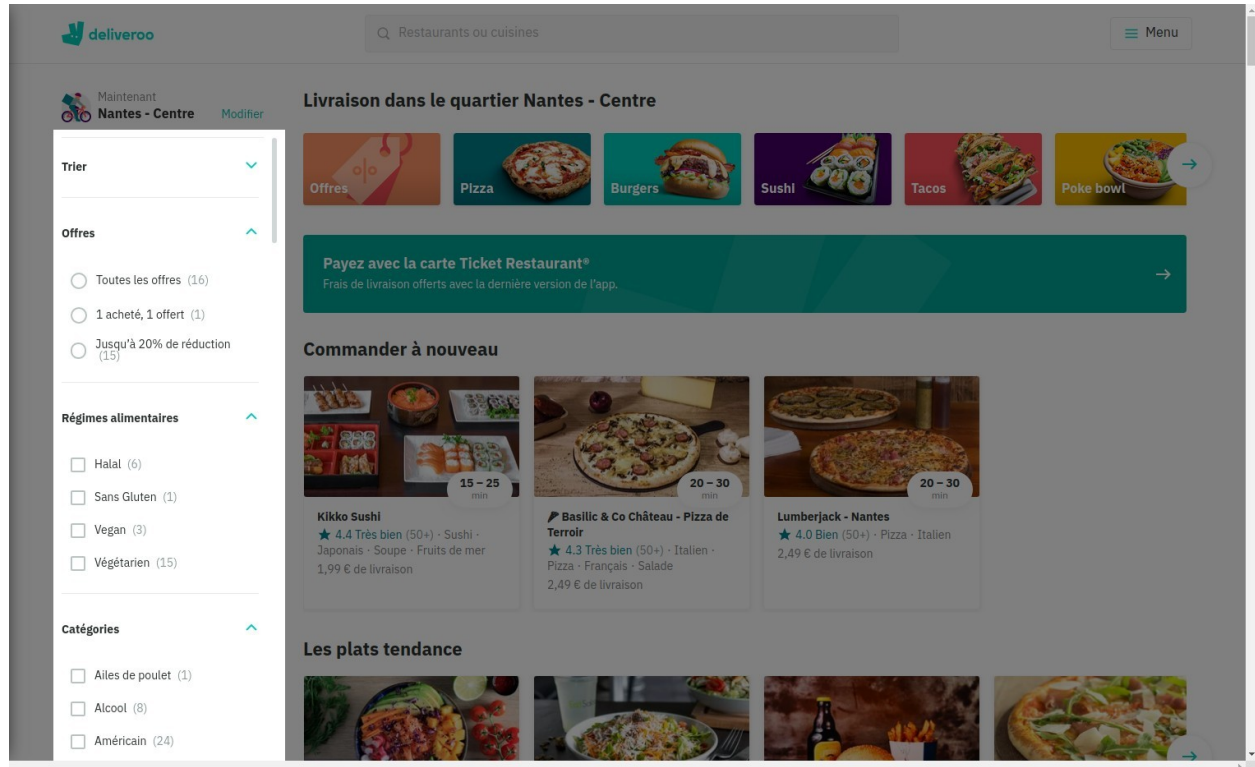 deliveroo
Restaurants ou cuisines
Menu
Maintenant
Nantes - Centre Modifier
Trier
Offres
Toutes les offres (16)
1 acheté, 1 offert (1)
Jusqu'à 20% de réduction
(15)
Régimes alimentaires
Halal (6)
Sans Gluten (1)
Vegan (3)
Végétarien (15)
Catégories
Ailes de poulet (1)
Alcool (8)
Américain (24)
Livraison dans le quartier Nantes - Centre
Offres
Pizza
Burgers
Sushi
Tacos
Poke bowl
Payez avec la carte Ticket Restaurant®
Frais de livraison offerts avec la dernière version de l'app.
Commander à nouveau
15 – 25
min
Kikko Sushi
4.4 Très bien (50+) · Sushi ·
Japonais · Soupe · Fruits de mer
1,99 € de livraison
20 – 30
min
Basilic & Co Château - Pizza de
Terroir
4.3 Très bien (50+) · Italien ·
Pizza · Français · Salade
2,49 € de livraison
20 – 30
min
Lumberjack - Nantes
4.0 Bien (50+) · Pizza · Italien
2,49 € de livraison
Les plats tendance